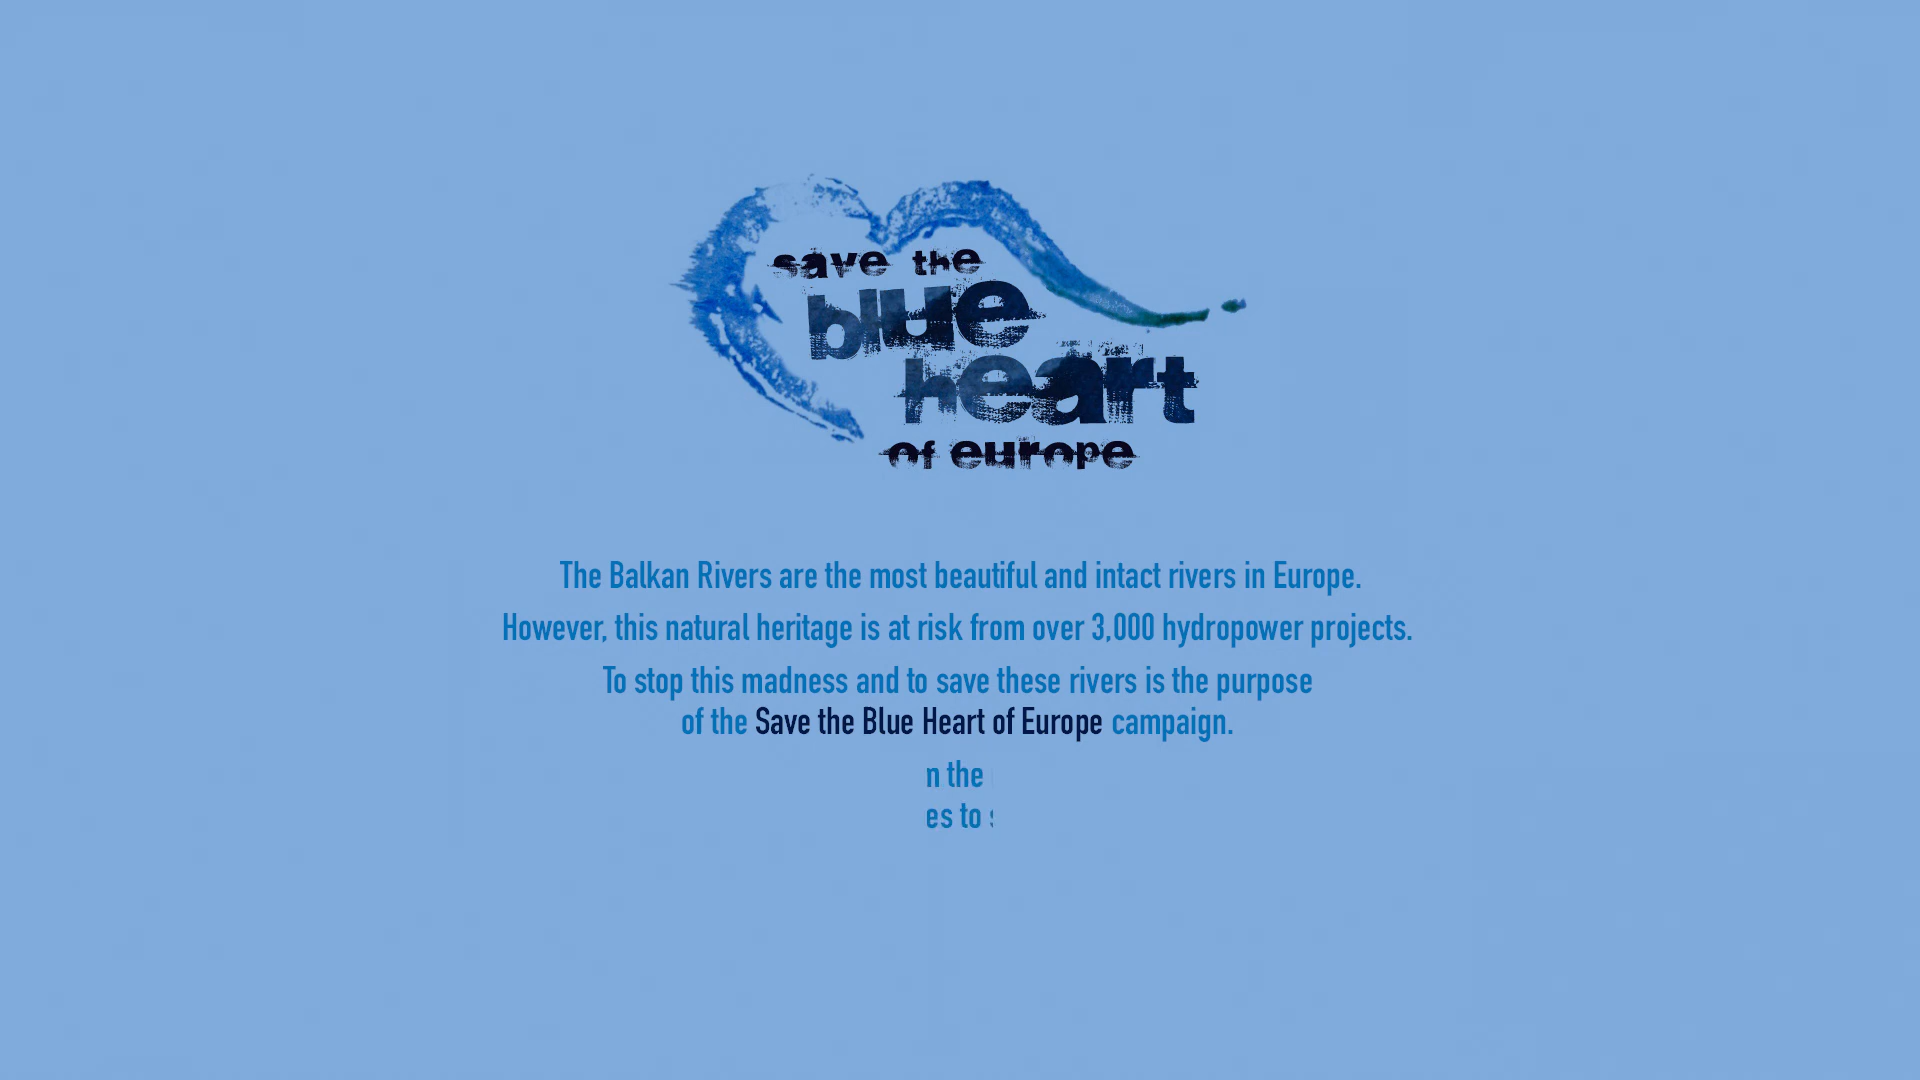 save the
blue
heart
of europe
The Balkan Rivers are the most beautiful and intact rivers in Europe.
However, this natural heritage is at risk from over 3,000 hydropower projects.
To stop this madness and to save these rivers is the purpose
of the Save the Blue Heart of Europe campaign.
n the
es to